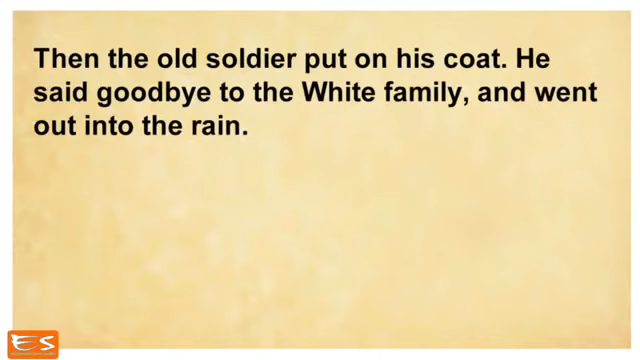 Then the old soldier put on his coat. He
said goodbye to the White family, and went
out into the rain.
ES